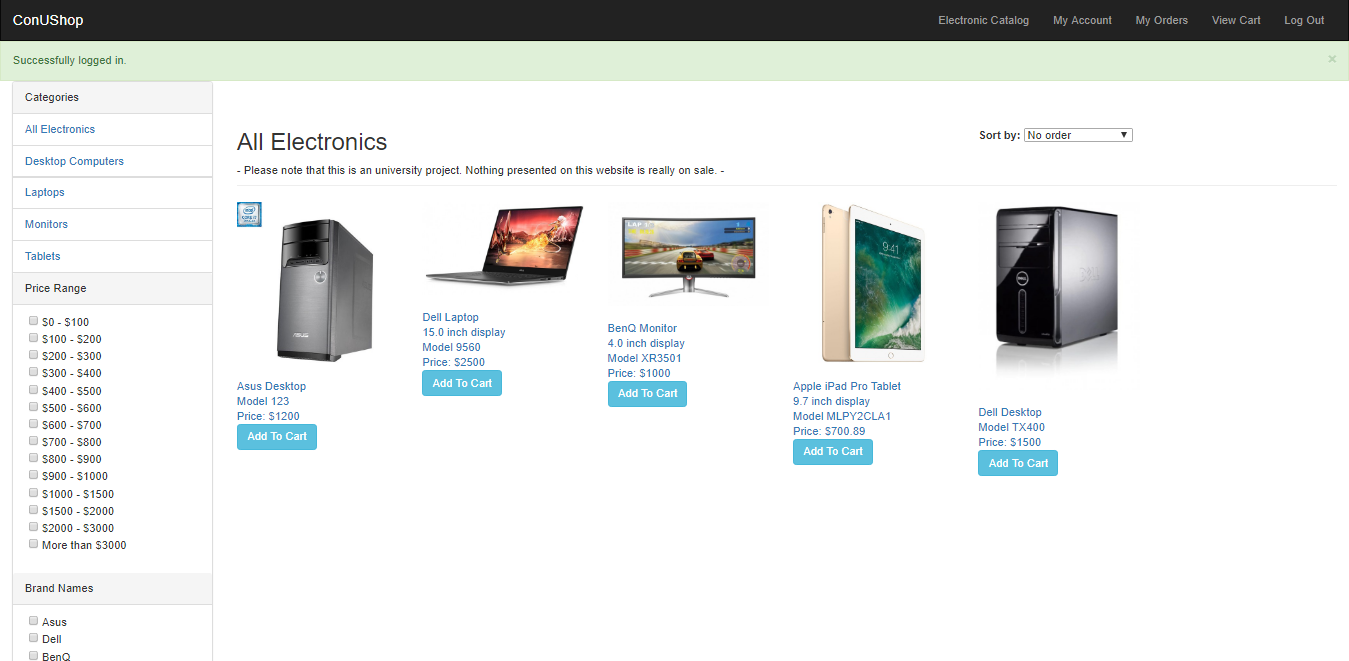 ConUShop
Electronic Catalog
My Account
My Orders
View Cart
Log Out
Successfully logged in.
×
Categories
All Electronics
Desktop Computers
Laptops
Monitors
Tablets
Price Range
$0 - $100
$100 - $200
$200 - $300
$300 - $400
$400 - $500
$500 - $600
$600 - $700
$700 - $800
$800 - $900
$900 - $1000
$1000 - $1500
$1500 - $2000
$2000 - $3000
More than $3000
Brand Names
Asus
Dell
BenQ
All Electronics
Sort by: No order
- Please note that this is an university project. Nothing presented on this website is really on sale. -
ASUS
Asus Desktop
Model 123
Price: $1200
Add To Cart
Dell Laptop
15.0 inch display
Model 9560
Price: $2500
Add To Cart
LAP
BenQ Monitor
4.0 inch display
Model XR3501
Price: $1000
Add To Cart
9:41
Apple iPad Pro Tablet
9.7 inch display
Model MLPY2CLA1
Price: $700.89
Add To Cart
DELL
Dell Desktop
Model TX400
Price: $1500
Add To Cart